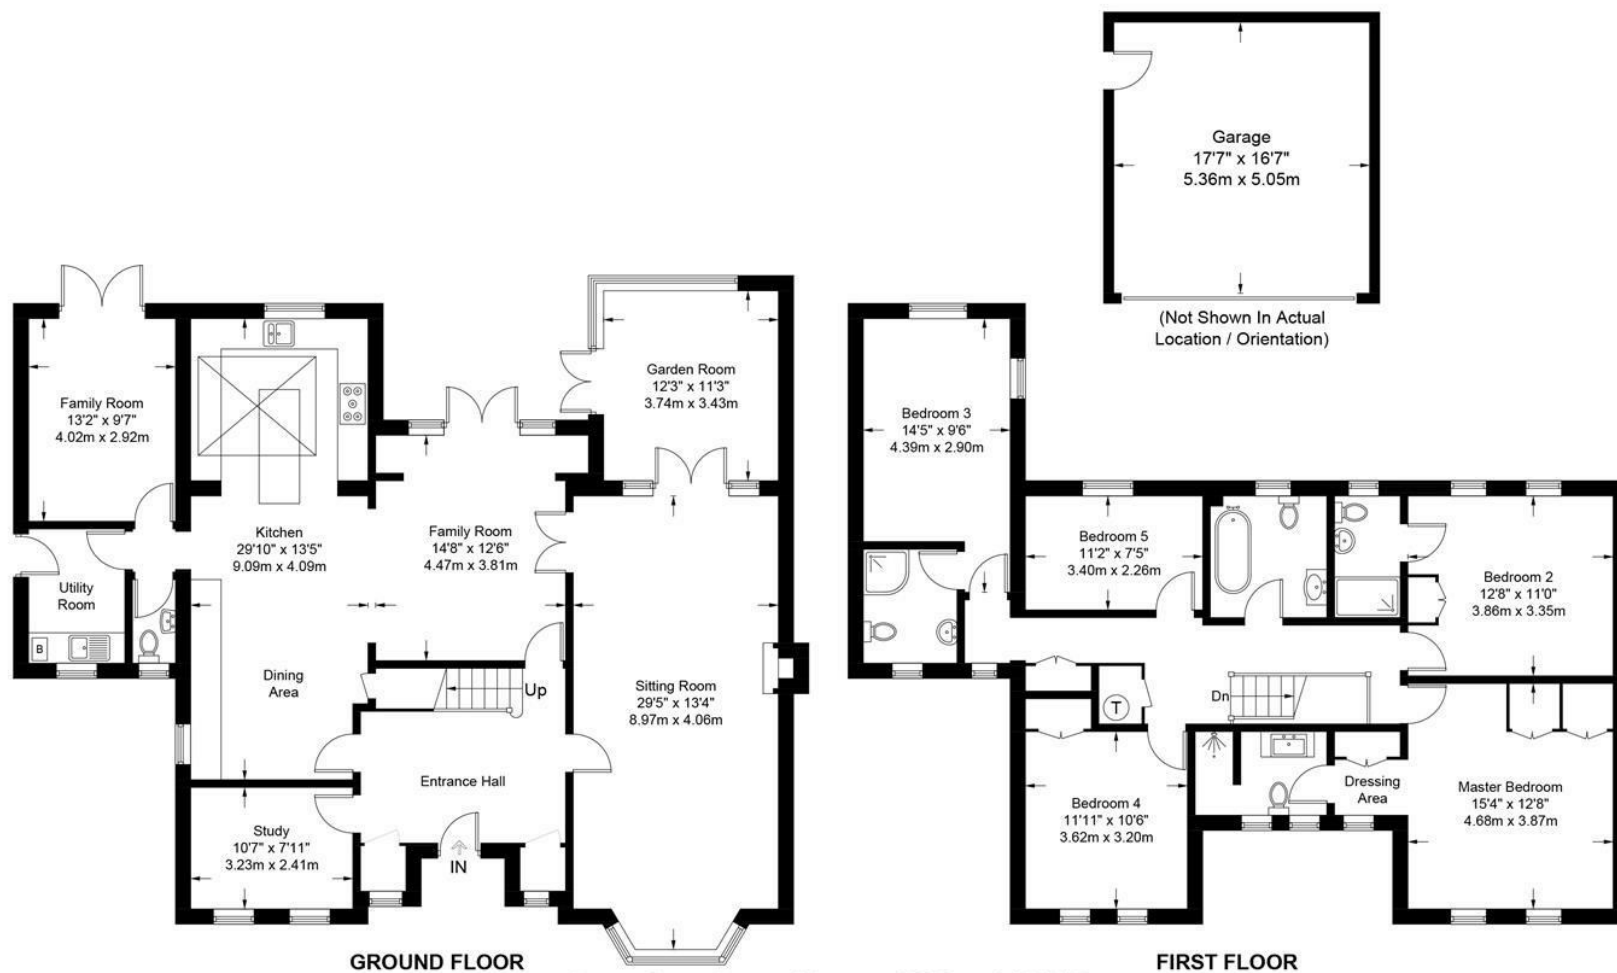 Garage
17'7" x 16'7"
5.36m x 5.05m
(Not Shown In Actual
Location / Orientation)
Family Room
13'2" x 9'7"
4.02m x 2.92m
Garden Room
12'3" x 11'3"
3.74m x 3.43m
Kitchen
29'10" x 13'5"
9.09m x 4.09m
Family Room
14'8" x 12'6"
4.47m x 3.81m
Utility
Room
B
Dining
Area
Up
Sitting Room
29'5" x 13'4"
8.97m x 4.06m
Entrance Hall
Study
10'7" x 7'11"
3.23m x 2.41m
IN
GROUND FLOOR
Bedroom 3
14'5" x 9'6"
4.39m x 2.90m
Bedroom 5
11'2" x 7'5"
3.40m x 2.26m
Bedroom 2
12'8" x 11'0"
3.86m x 3.35m
T
Dn
Bedroom 4
11'11" x 10'6"
3.62m x 3.20m
Dressing
Area
Master Bedroom
15'4" x 12'8"
4.68m x 3.87m
FIRST FLOOR